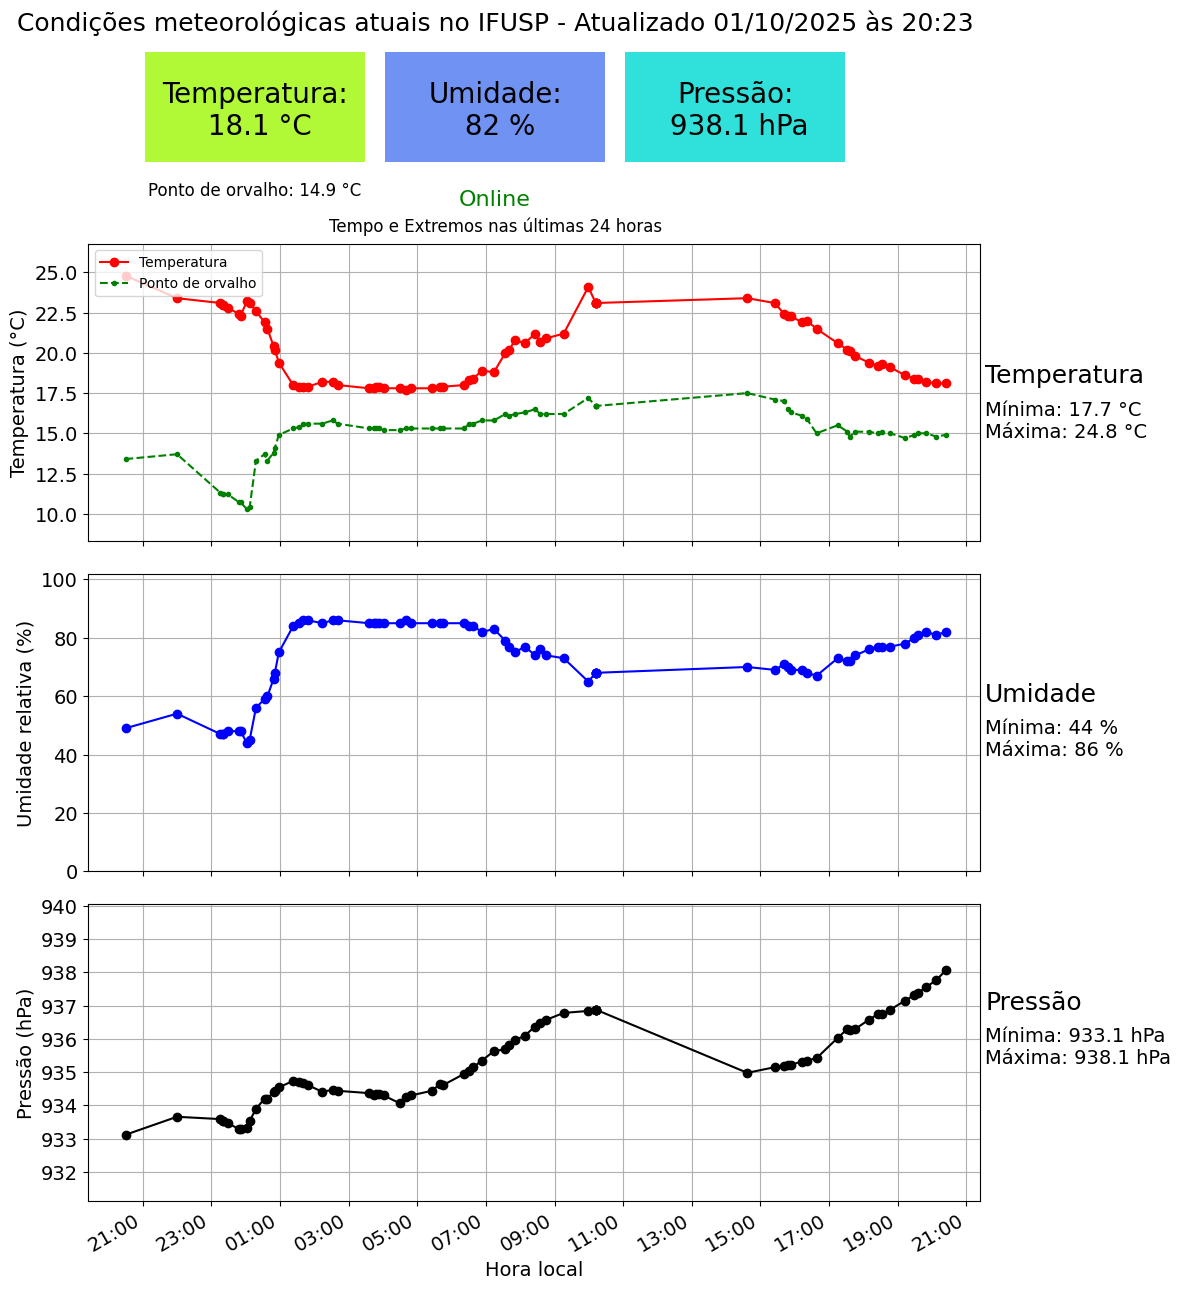 Condições meteorológicas atuais no IFUSP - Atualizado 01/10/2025 às 20:23
Temperatura:
18.1 °C
Umidade:
82 %
Pressão:
938.1 hPa
Ponto de orvalho: 14.9 °C
Online
Tempo e Extremos nas últimas 24 horas
Temperatura
Ponto de orvalho
Temperatura (°C)
25.0
22.5
20.0
17.5
15.0
12.5
10.0
Temperatura
Mínima: 17.7 °C
Máxima: 24.8 °C
Umidade relativa (%)
100
80
60
40
20
0
Umidade
Mínima: 44 %
Máxima: 86 %
Pressão (hPa)
940
939
938
937
936
935
934
933
932
Pressão
Mínima: 933.1 hPa
Máxima: 938.1 hPa
21:00
23:00
01:00
03:00
05:00
07:00
09:00
11:00
13:00
15:00
17:00
19:00
21:00
Hora local